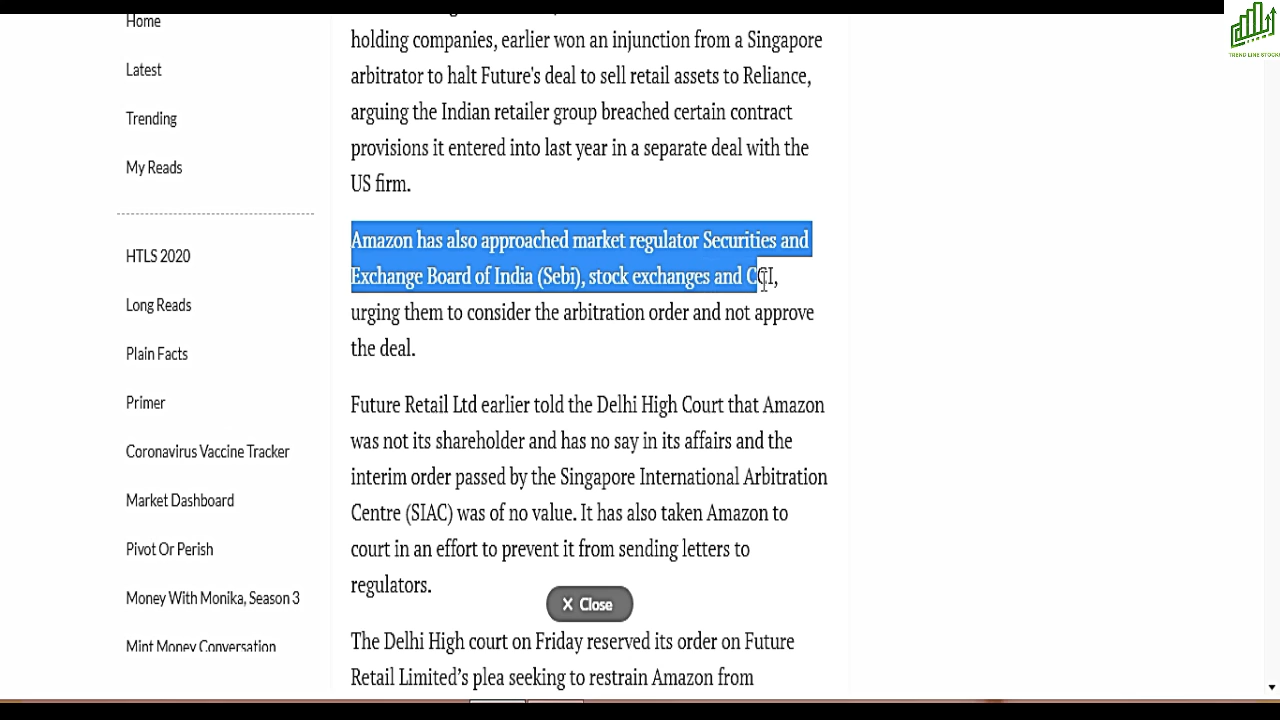 Home
Latest
Trending
My Reads
HTLS 2020
Long Reads
Plain Facts
Primer
Coronavirus Vaccine Tracker
Market Dashboard
Pivot Or Perish
Money With Monika, Season 3
Mint Money Conversation
holding companies, earlier won an injunction from a Singapore
arbitrator to halt Future's deal to sell retail assets to Reliance,
arguing the Indian retailer group breached certain contract
provisions it entered into last year in a separate deal with the
US firm.
Amazon has also approached market regulator Securities and
Exchange Board of India (Sebi), stock exchanges and CCI,
urging them to consider the arbitration order and not approve
the deal.
Future Retail Ltd earlier told the Delhi High Court that Amazon
was not its shareholder and has no say in its affairs and the
interim order passed by the Singapore International Arbitration
Centre (SIAC) was of no value. It has also taken Amazon to
court in an effort to prevent it from sending letters to
regulators.
X Close
The Delhi High court on Friday reserved its order on Future
Retail Limited’s plea seeking to restrain Amazon from
TREND LINE STOCK